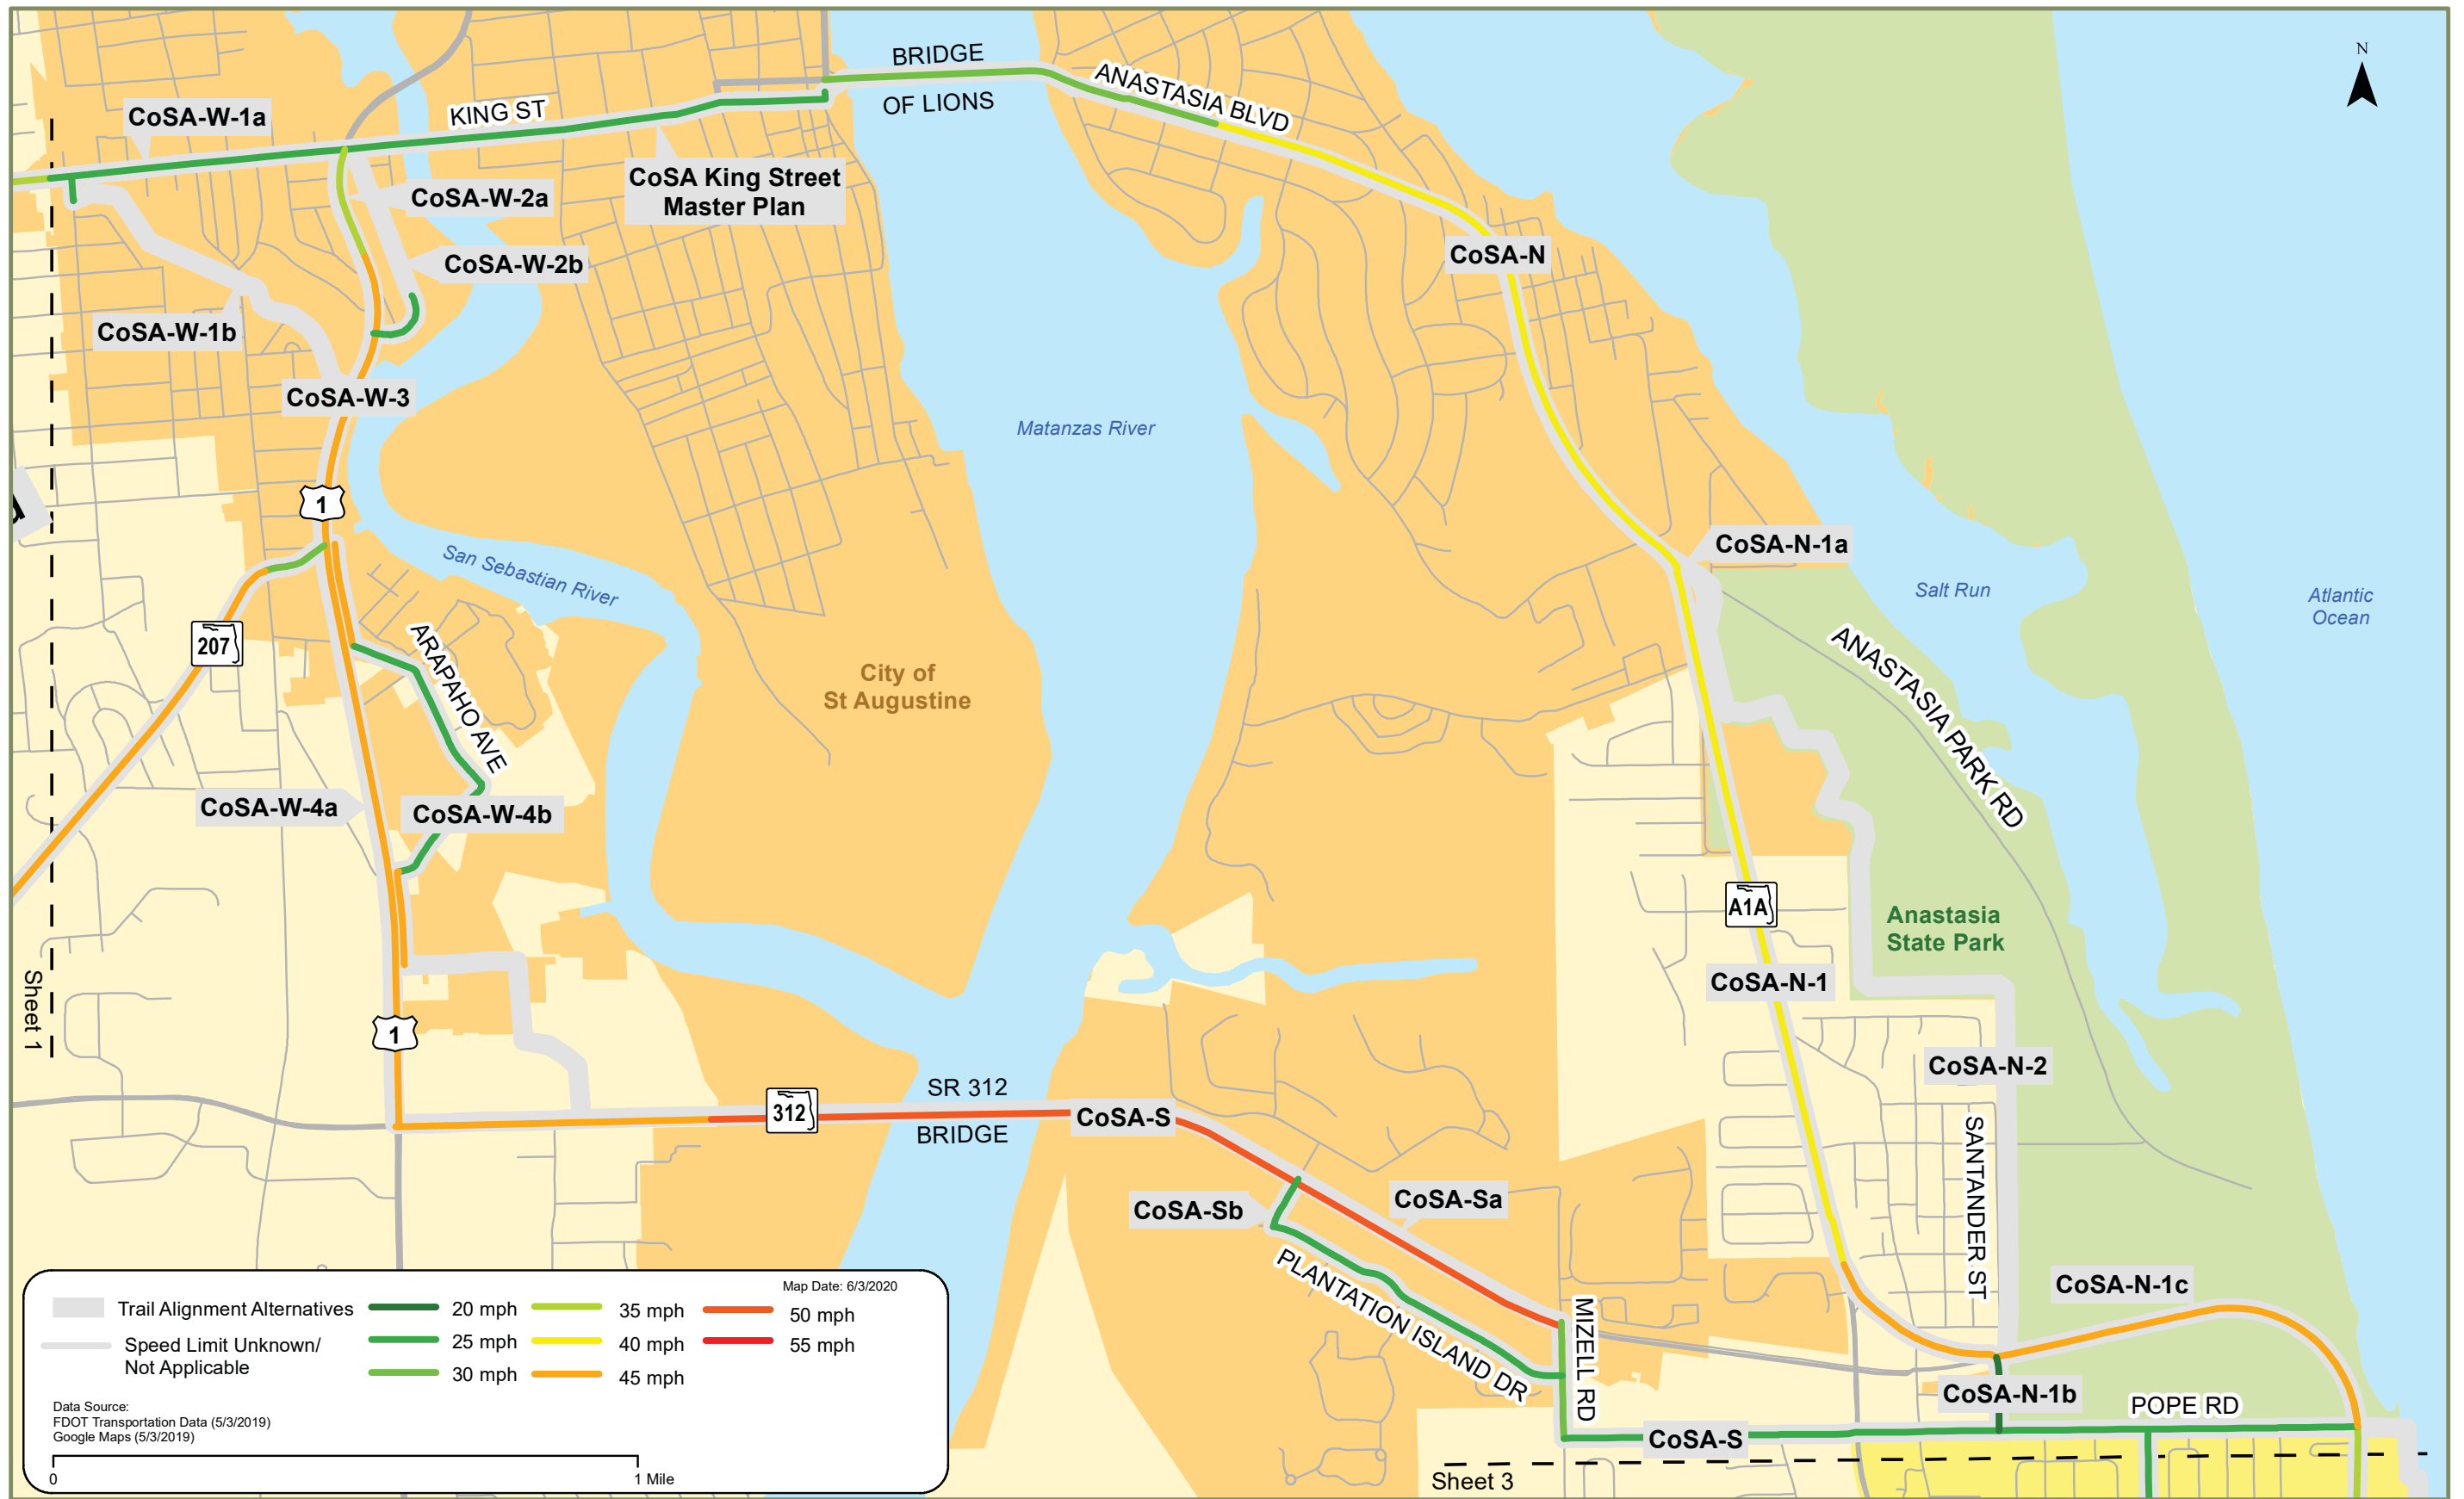 BRIDGE
OF LIONS
N
ANASTASIA BLVD
KING ST
CoSA-W-1a
CoSA-W-2a
CoSA King Street
Master Plan
CoSA-W-2b
CoSA-N
CoSA-W-1b
CoSA-W-3
Matanzas River
1
CoSA-N-1a
San Sebastian River
Salt Run
Atlantic
Ocean
207
ARAPAHO AVE
City of
St Augustine
ANASTASIA PARK RD
CoSA-W-4a
CoSA-W-4b
A1A
Anastasia
State Park
CoSA-N-1
Sheet 1
1
CoSA-N-2
SR 312
BRIDGE
312
CoSA-S
SANTANDER ST
CoSA-Sb
CoSA-Sa
PLANTATION ISLAND DR
MIZELL RD
CoSA-N-1c
CoSA-N-1b
POPE RD
CoSA-S
Sheet 3
Map Date: 6/3/2020
Trail Alignment Alternatives
Speed Limit Unknown/
Not Applicable
20 mph
25 mph
30 mph
35 mph
40 mph
45 mph
50 mph
55 mph
Data Source:
FDOT Transportation Data (5/3/2019)
Google Maps (5/3/2019)
0
1 Mile